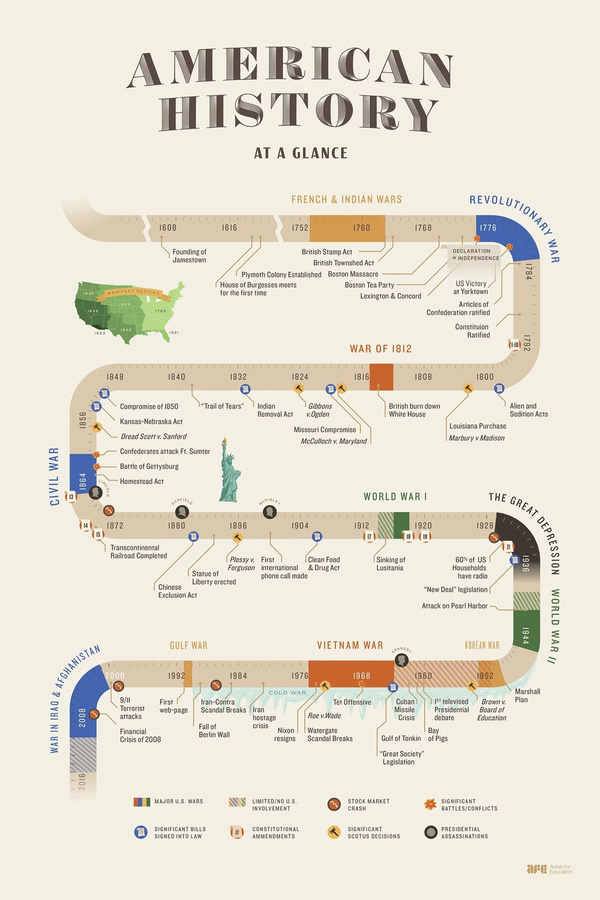 AMERICAN
HISTORY
AT A GLANCE
FRENCH & INDIAN WARS
REVOLUTIONARY WAR
1608
1616
1752
1760
1768
1776
Founding of
Jamestown
Plymoth Colony Established
House of Burgesses meets
for the first time
British Stamp Act
British Townshed Act
Boston Massacre
Boston Tea Party
Lexington & Concord
DECLARATION
OF INDEPENDENCE
US Victory
at Yorktown
Articles of
Confederation ratified
Constituion
Ratified
1784
1792
MANIFEST DESTINY
WAR OF 1812
1848
1840
1832
1824
1816
1808
1800
Compromise of 1850
Kansas-Nebraska Act
Dread Scott v. Sanford
"Trail of Tears"
Indian
Removal Act
Gibbons
v. Ogden
Missouri Compromise
McCulloch v. Maryland
British burn down
White House
Louisiana Purchase
Marbury v Madison
Alien and
Sedition Acts
1856
CIVIL WAR
1864
Confederates attack Ft. Sumter
Battle of Gettysburg
Homestead Act
LINCOLN
GARFIELD
McKINLEY
WORLD WAR I
THE GREAT DEPRESSION
1872
1880
1888
1896
1904
1912
1920
1928
Transcontinental
Railroad Completed
Chinese
Exclusion Act
Statue of
Liberty erected
Plessy v.
Ferguson
First
international
phone call made
Clean Food
& Drug Act
Sinking of
Lusitania
60% of US
Households
have radio
"New Deal" legislation
Attack on Pearl Harbor
1936
1944
WORLD WAR II
WAR IN IRAQ & AFGHANISTAN
GULF WAR
VIETNAM WAR
KOREAN WAR
KENNEDY
2000
1992
1984
1976
1968
1960
1952
COLD WAR
Marshall
Plan
9/11
Terrorist
attacks
Financial
Crisis of 2008
First
web-page
Iran-Contra
Scandal Breaks
Fall of
Berlin Wall
Iran
hostage
crisis
Nixon
resigns
Roe v.Wade
Watergate
Scandal Breaks
Tet Offensive
Gulf of Tonkin
"Great Society"
Legislation
Cuban
Missile
Crisis
Bay
of Pigs
1st televised
Presidential
debate
Brown v.
Board of
Education
2008
2016
MAJOR U.S. WARS
LIMITED/NO U.S.
INVOLVEMENT
STOCK MARKET
CRASH
SIGNIFICANT
BATTLES/CONFLICTS
SIGNIFICANT BILLS
SIGNED INTO LAW
CONSTITUTIONAL
AMMENDMENTS
SIGNIFICANT
SCOTUS DECISIONS
PRESIDENTIAL
ASSASSINATIONS
AFE
Artists for
Education